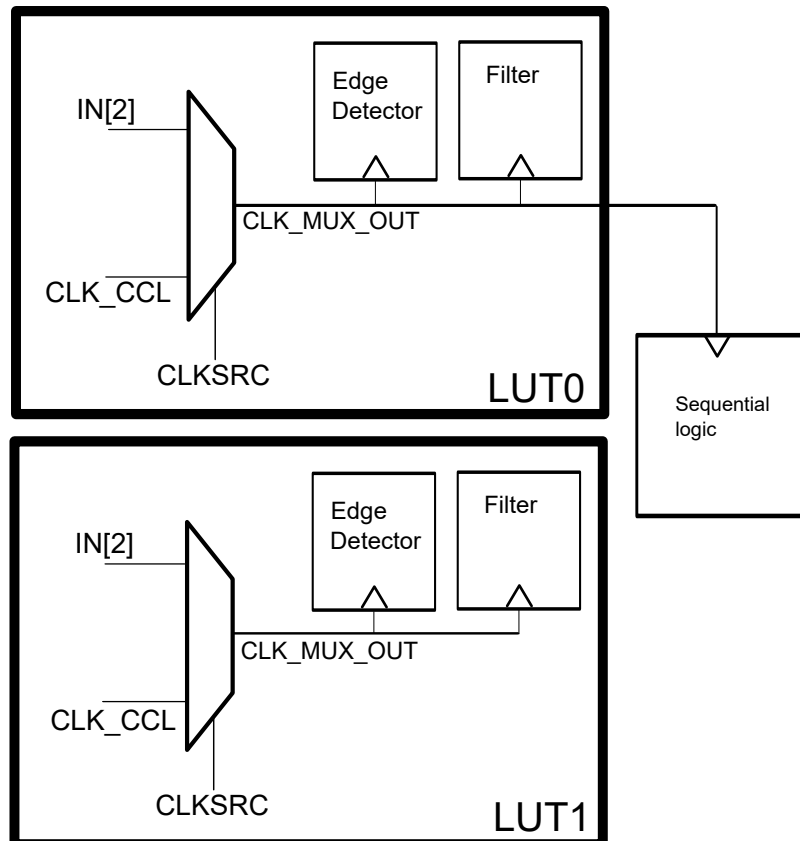 Edge
Detector
Filter
IN[2]
CLK_MUX_OUT
CLK_CCL
CLKSRC
LUT0
Sequential
logic
Edge
Detector
Filter
IN[2]
CLK_MUX_OUT
CLK_CCL
CLKSRC
LUT1